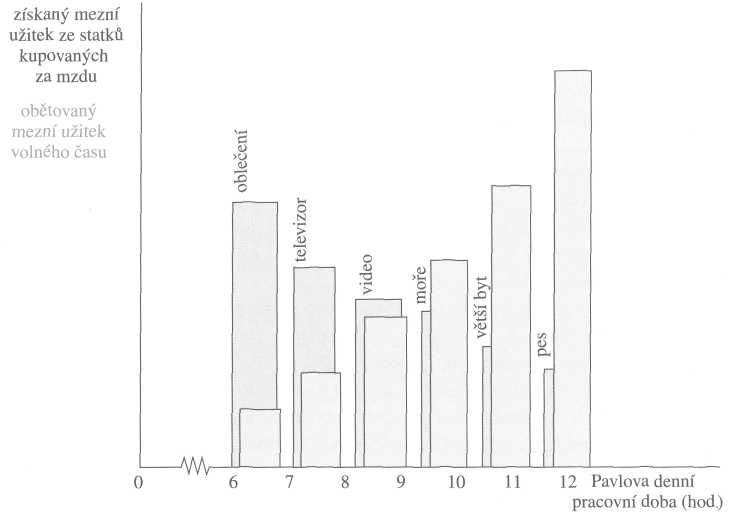 získaný mezní
užitek ze statků
kupovaných
za mzdu
obětovaný
mezní užitek
volného času
oblečení
televizor
video
moře
větší byt
pes
0 6 7 8 9 10 11 12 Pavlova denní
pracovní doba (hod.)